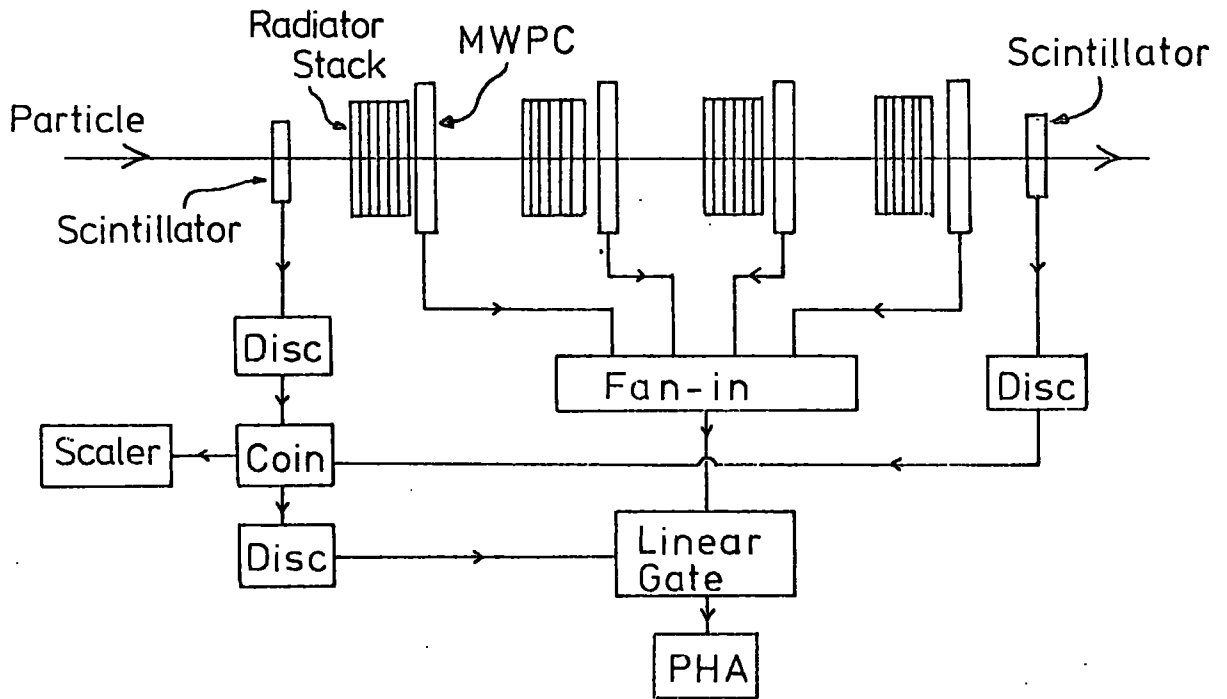 Radiator
Stack
MWPC
Scintillator
Particle
Scintillator
Disc
Fan-in
Disc
Scaler
Coin
Disc
Linear
Gate
PHA